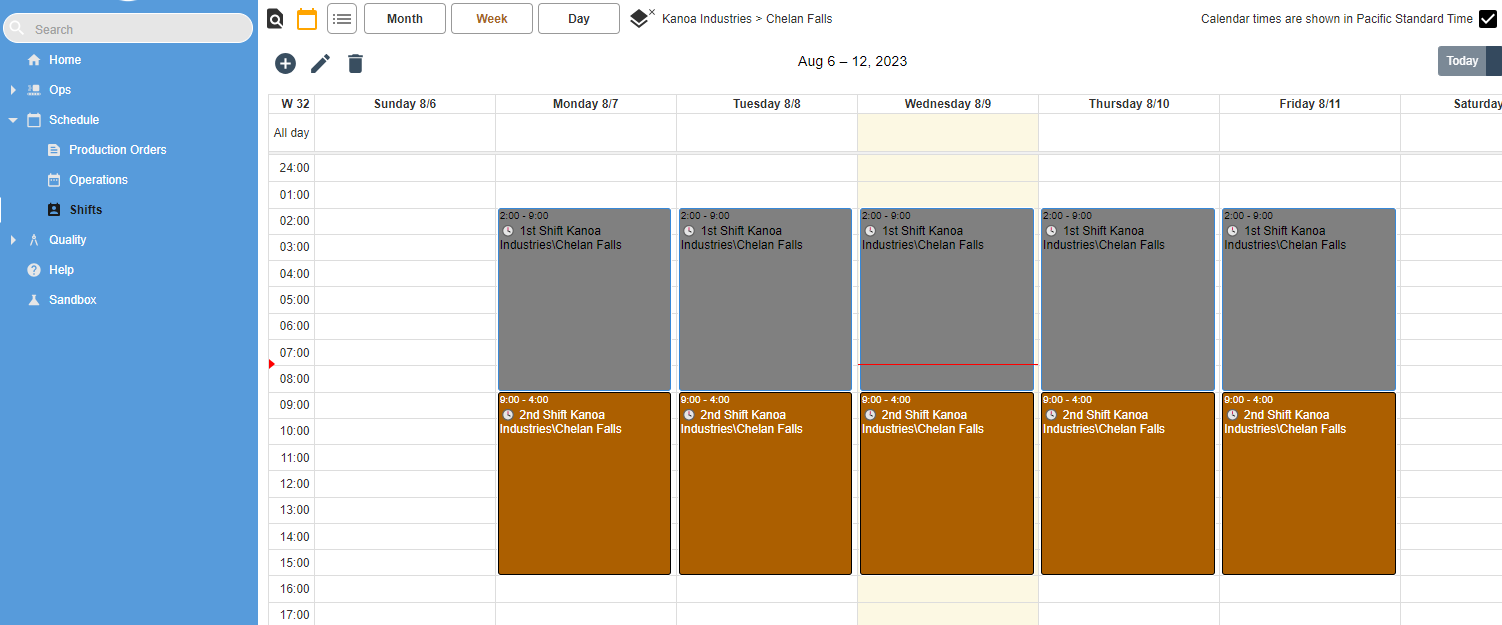 Search
Home
Ops
Schedule
Production Orders
Operations
Shifts
Quality
Help
Sandbox
Month
Week
Day
Kanoa Industries > Chelan Falls
Calendar times are shown in Pacific Standard Time
Aug 6 – 12, 2023
Today
W 32
Sunday 8/6
Monday 8/7
Tuesday 8/8
Wednesday 8/9
Thursday 8/10
Friday 8/11
Saturday
All day
24:00
01:00
02:00
03:00
04:00
05:00
06:00
07:00
08:00
09:00
10:00
11:00
12:00
13:00
14:00
15:00
16:00
17:00
2:00 - 9:00
1st Shift Kanoa
Industries\Chelan Falls
9:00 - 4:00
2nd Shift Kanoa
Industries\Chelan Falls
2:00 - 9:00
1st Shift Kanoa
Industries\Chelan Falls
9:00 - 4:00
2nd Shift Kanoa
Industries\Chelan Falls
2:00 - 9:00
1st Shift Kanoa
Industries\Chelan Falls
9:00 - 4:00
2nd Shift Kanoa
Industries\Chelan Falls
2:00 - 9:00
1st Shift Kanoa
Industries\Chelan Falls
9:00 - 4:00
2nd Shift Kanoa
Industries\Chelan Falls
2:00 - 9:00
1st Shift Kanoa
Industries\Chelan Falls
9:00 - 4:00
2nd Shift Kanoa
Industries\Chelan Falls